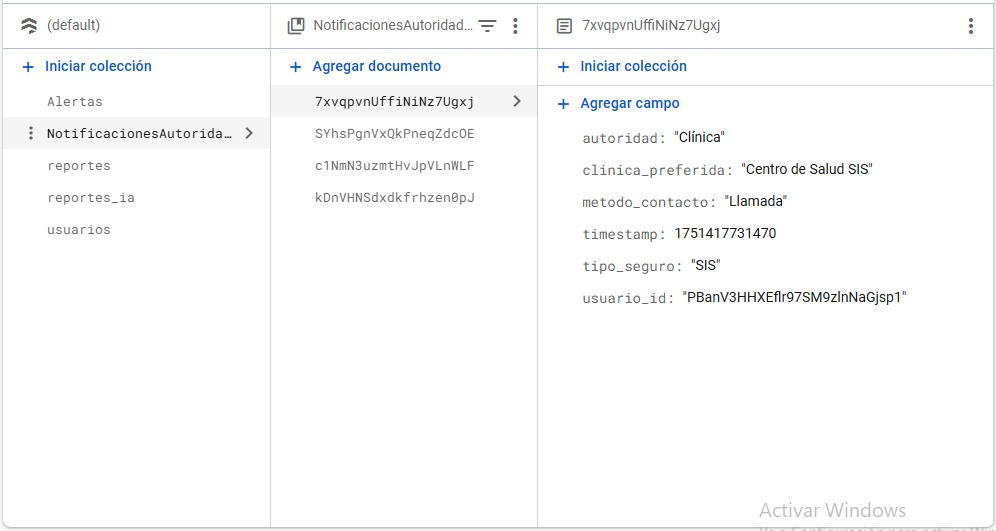 (default)
NotificacionesAutoridad...
7xvqpvnUffiNiNz7Ugxj
+ Iniciar colección
+ Agregar documento
+ Iniciar colección
Alertas
NotificacionesAutorida...
reportes
reportes_ia
usuarios
7xvqpvnUffiNiNz7Ugxj
SYhsPgnVxQkPneqZdcOE
c1NmN3uzmtHvJpVLnWLF
kDnVHNSdxdkfrhzen0pJ
+ Agregar campo
autoridad: "Clínica"
clinica_preferida: "Centro de Salud SIS"
metodo_contacto: "Llamada"
timestamp: 1751417731470
tipo_seguro: "SIS"
usuario_id: "PBanV3HHXEflr97SM9zlnNaGjsp1"
Activar Windows